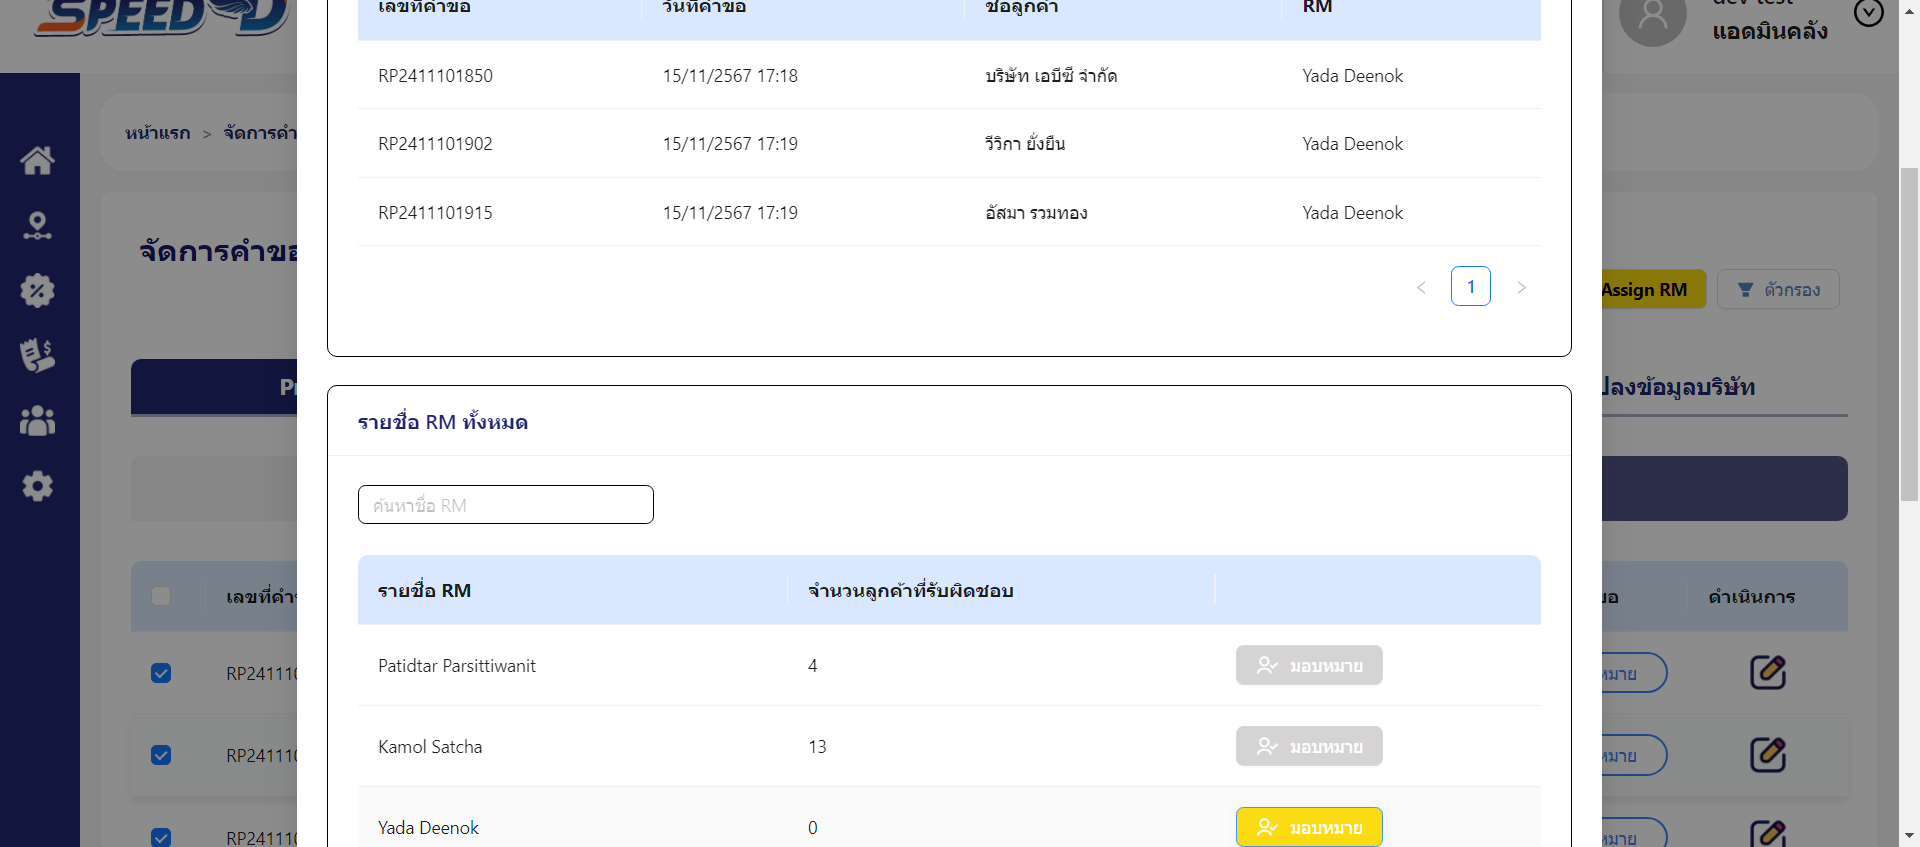 SPEED D
เลขที่คำขอ วันที่คำขอ ชื่อลูกค้า RM
dev test
แอดมินคลัง
RP2411101850 15/11/2567 17:18 บริษัท เอบีซี จำกัด Yada Deenok
หน้าแรก > จัดการคำ
RP2411101902 15/11/2567 17:19 วีวิกา ยั่งยืน Yada Deenok
RP2411101915 15/11/2567 17:19 อัสมา รวมทอง Yada Deenok
จัดการคำขอ
< 1 >
Assign RM ตัวกรอง
ปลงข้อมูลบริษัท
รายชื่อ RM ทั้งหมด
ค้นหาชื่อ RM
รายชื่อ RM จำนวนลูกค้าที่รับผิดชอบ
เลขที่คำ ดำเนินการ
Patidtar Parsittiwanit 4 มอบหมาย
RP24111 หมาย
Kamol Satcha 13 มอบหมาย
RP24111 หมาย
Yada Deenok 0 มอบหมาย
RP24111 หมาย